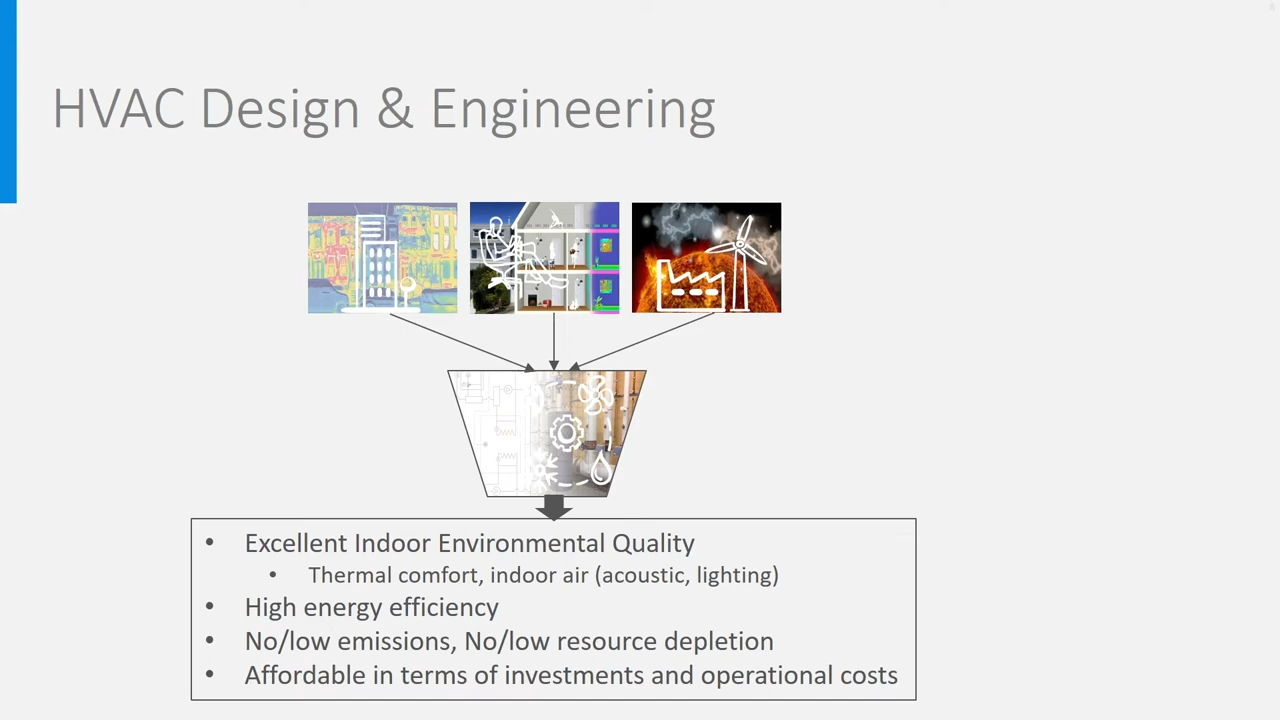 HVAC Design & Engineering
• Excellent Indoor Environmental Quality
• Thermal comfort, indoor air (acoustic, lighting)
• High energy efficiency
• No/low emissions, No/low resource depletion
• Affordable in terms of investments and operational costs